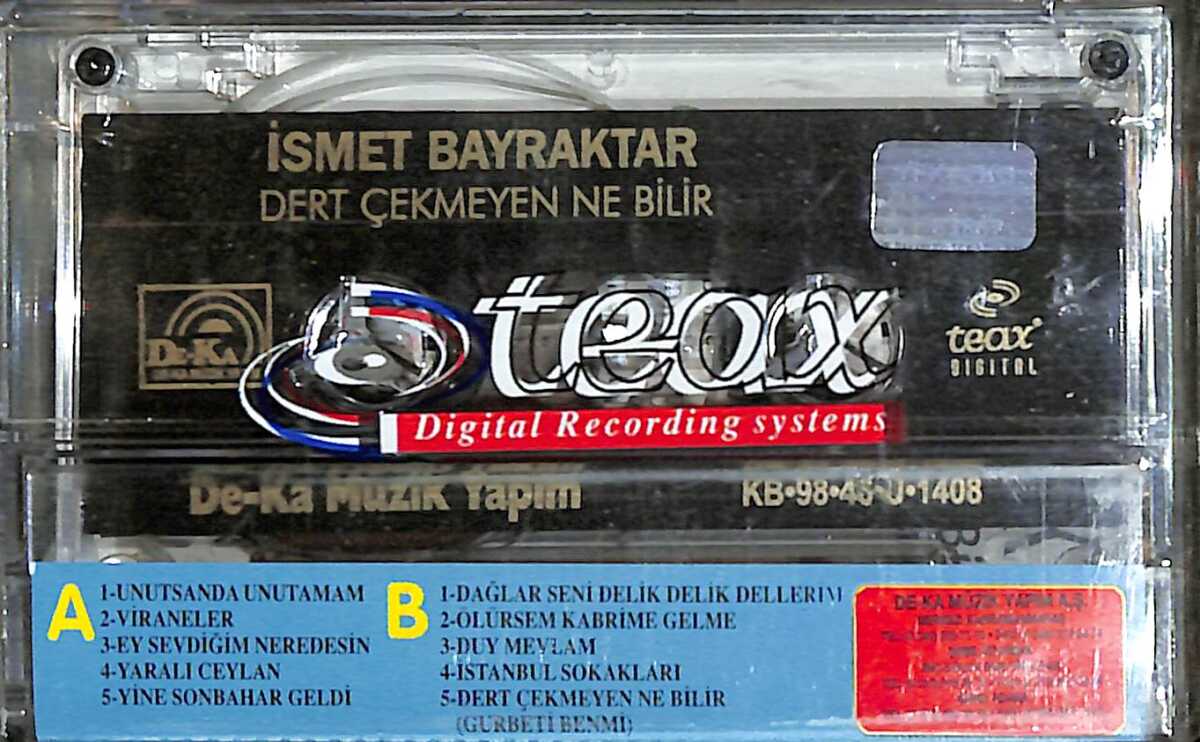 İSMET BAYRAKTAR
DERT ÇEKMEYEN NE BİLİR
DE-KA
teax
teax
DIGITAL
Digital Recording systems
De-Ka Müzik Yapım
KB•98•45•U•1408
A
1-UNUTSANDA UNUTAMAM
2-VİRANELER
3-EY SEVDİĞİM NEREDESİN
4-YARALI CEYLAN
5-YİNE SONBAHAR GELDİ
B
1-DAĞLAR SENİ DELİK DELİK DELLERIM
2-ÖLÜRSEM KABRİME GELME
3-DUY MEVLAM
4-İSTANBUL SOKAKLARI
5-DERT ÇEKMEYEN NE BİLİR
(GURBETİ BENMİ)
DE-KA MÜZİK YAPIM A.Ş.